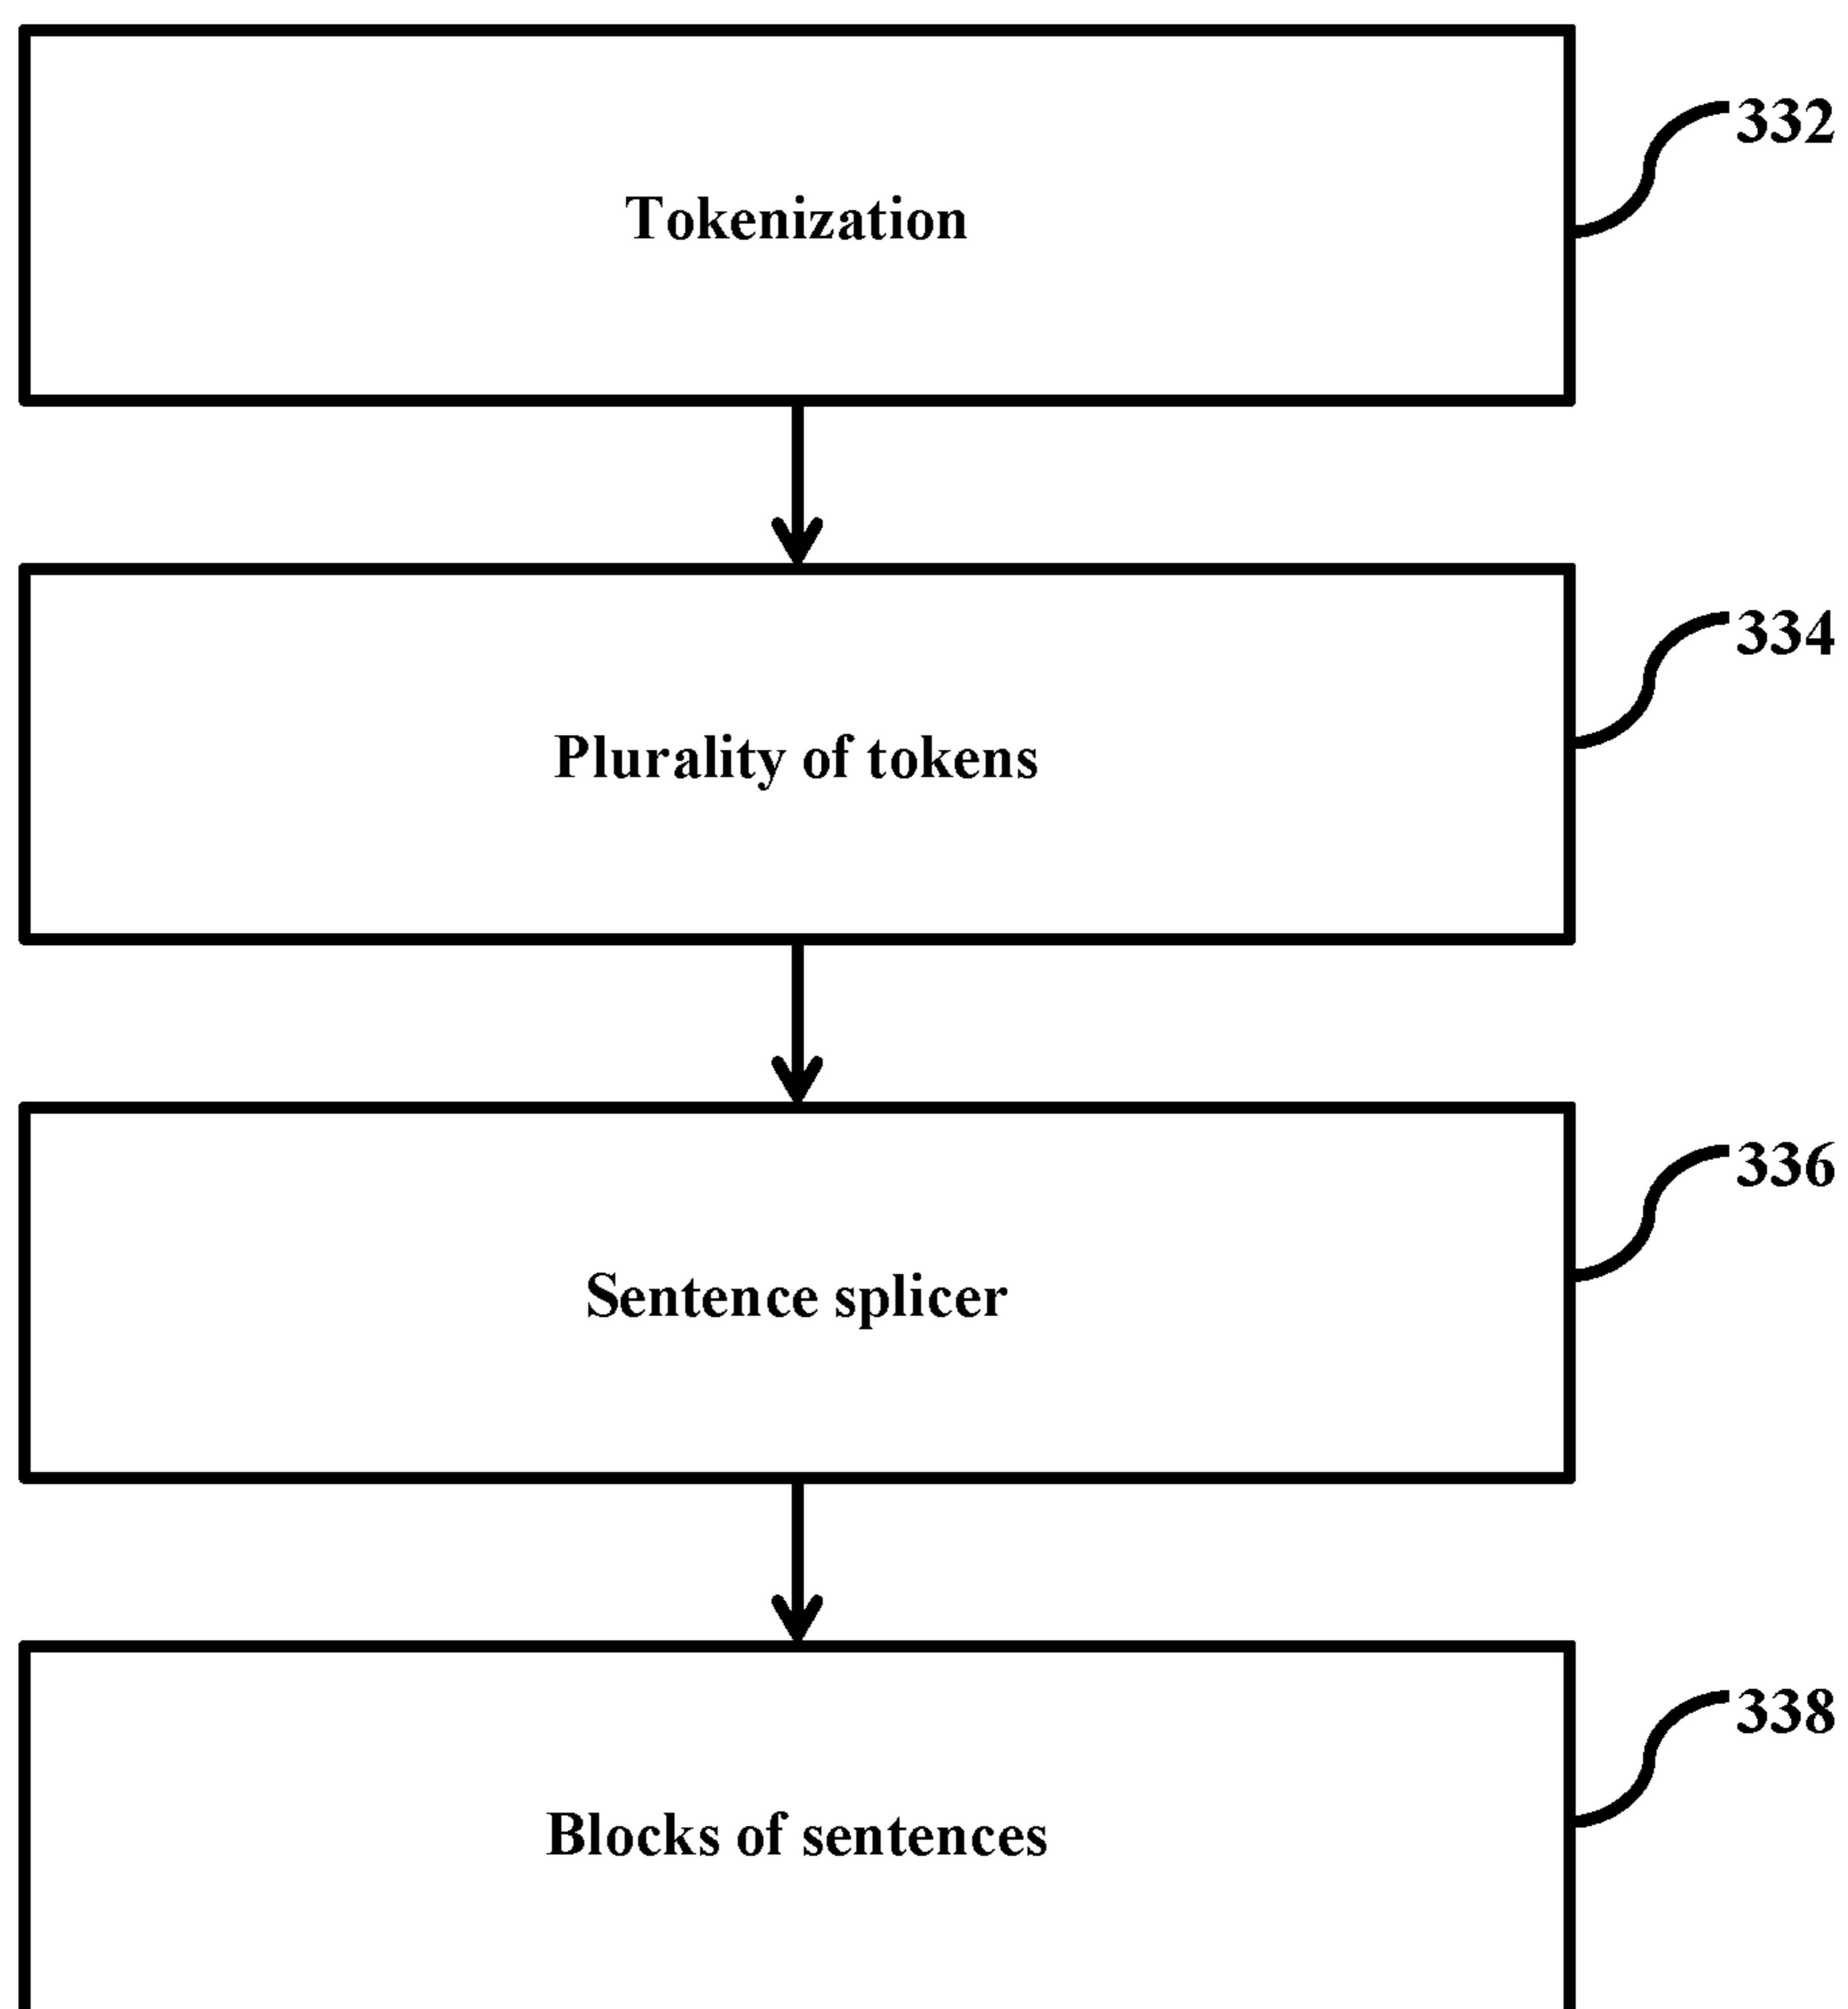 332
Tokenization
334
Plurality of tokens
336
Sentence splicer
338
Blocks of sentences